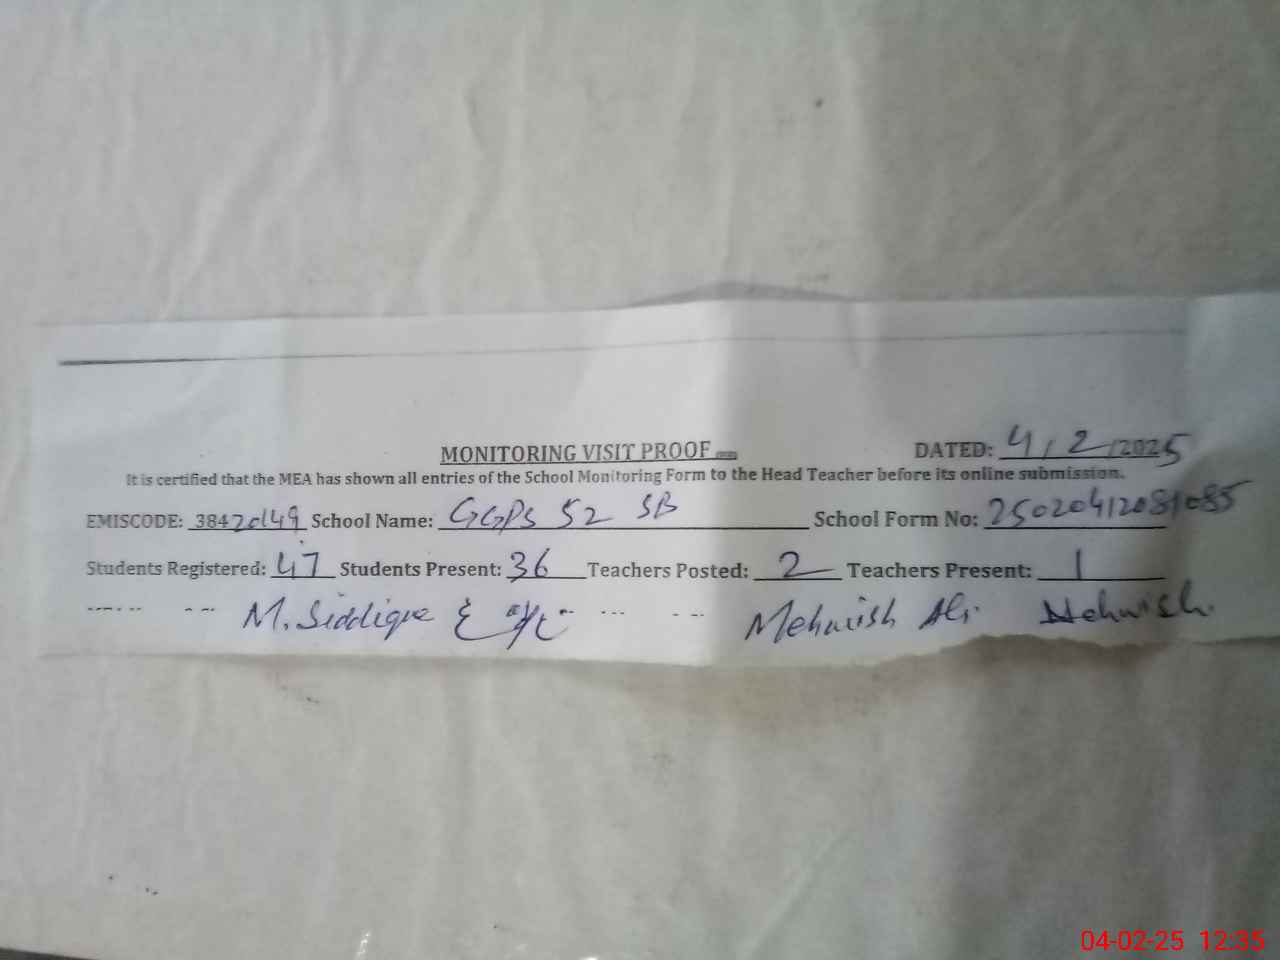 MONITORING VISIT PROOF
DATED: 4/2/2025
It is certified that the MEA has shown all entries of the School Monitoring Form to the Head Teacher before its online submission.
EMISCODE: 38420149 School Name: GGPS 52 SB School Form No: 25020412081085
Students Registered: 47 Students Present: 36 Teachers Posted: 2 Teachers Present: 1
M. Siddique Mehwish Ali Mehwish
04-02-25 12:35